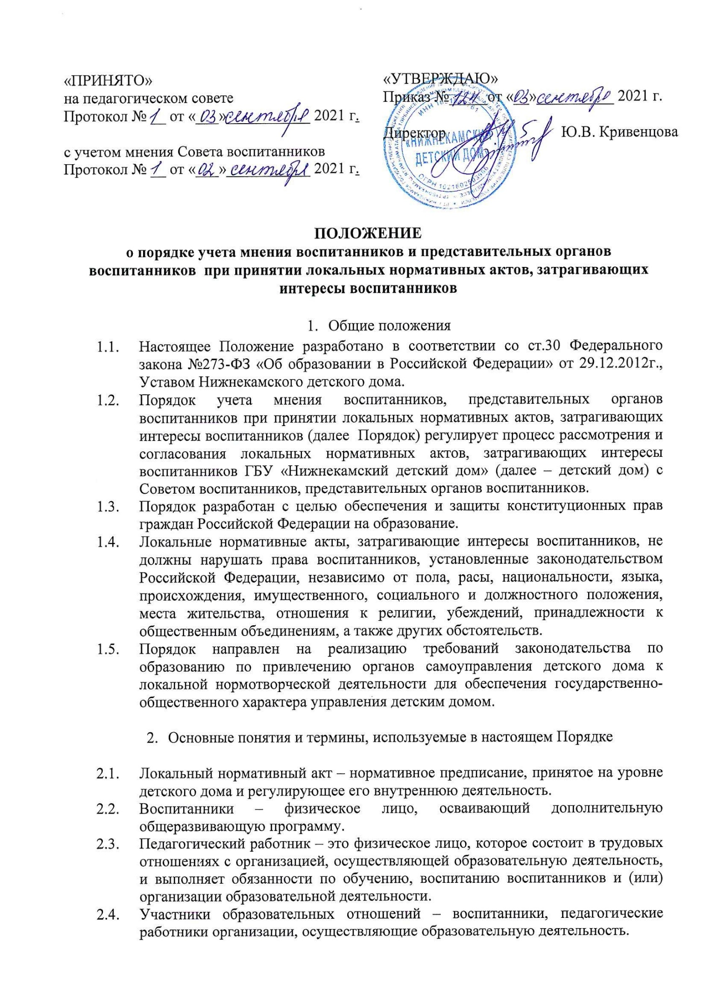 «ПРИНЯТО»
на педагогическом совете
Протокол № 1 от «03» сентября 2021 г.
с учетом мнения Совета воспитанников
Протокол № 1 от «02» сентября 2021 г.
«УТВЕРЖДАЮ»
Приказ № 124 от «03» сентября 2021 г.
Директор Ю.В. Кривенцова
«НИЖНЕКАМСКИЙ
ДЕТСКИЙ ДОМ»
ОГРН 1021602503966
ПОЛОЖЕНИЕ
о порядке учета мнения воспитанников и представительных органов
воспитанников при принятии локальных нормативных актов, затрагивающих
интересы воспитанников
1. Общие положения
1.1. Настоящее Положение разработано в соответствии со ст.30 Федерального
закона №273-ФЗ «Об образовании в Российской Федерации» от 29.12.2012г.,
Уставом Нижнекамского детского дома.
1.2. Порядок учета мнения воспитанников, представительных органов
воспитанников при принятии локальных нормативных актов, затрагивающих
интересы воспитанников (далее Порядок) регулирует процесс рассмотрения и
согласования локальных нормативных актов, затрагивающих интересы
воспитанников ГБУ «Нижнекамский детский дом» (далее – детский дом) с
Советом воспитанников, представительных органов воспитанников.
1.3. Порядок разработан с целью обеспечения и защиты конституционных прав
граждан Российской Федерации на образование.
1.4. Локальные нормативные акты, затрагивающие интересы воспитанников, не
должны нарушать права воспитанников, установленные законодательством
Российской Федерации, независимо от пола, расы, национальности, языка,
происхождения, имущественного, социального и должностного положения,
места жительства, отношения к религии, убеждений, принадлежности к
общественным объединениям, а также других обстоятельств.
1.5. Порядок направлен на реализацию требований законодательства по
образованию по привлечению органов самоуправления детского дома к
локальной нормотворческой деятельности для обеспечения государственно-
общественного характера управления детским домом.
2. Основные понятия и термины, используемые в настоящем Порядке
2.1. Локальный нормативный акт – нормативное предписание, принятое на уровне
детского дома и регулирующее его внутреннюю деятельность.
2.2. Воспитанники – физическое лицо, осваивающий дополнительную
общеразвивающую программу.
2.3. Педагогический работник – это физическое лицо, которое состоит в трудовых
отношениях с организацией, осуществляющей образовательную деятельность,
и выполняет обязанности по обучению, воспитанию воспитанников и (или)
организации образовательной деятельности.
2.4. Участники образовательных отношений – воспитанники, педагогические
работники организации, осуществляющие образовательную деятельность.